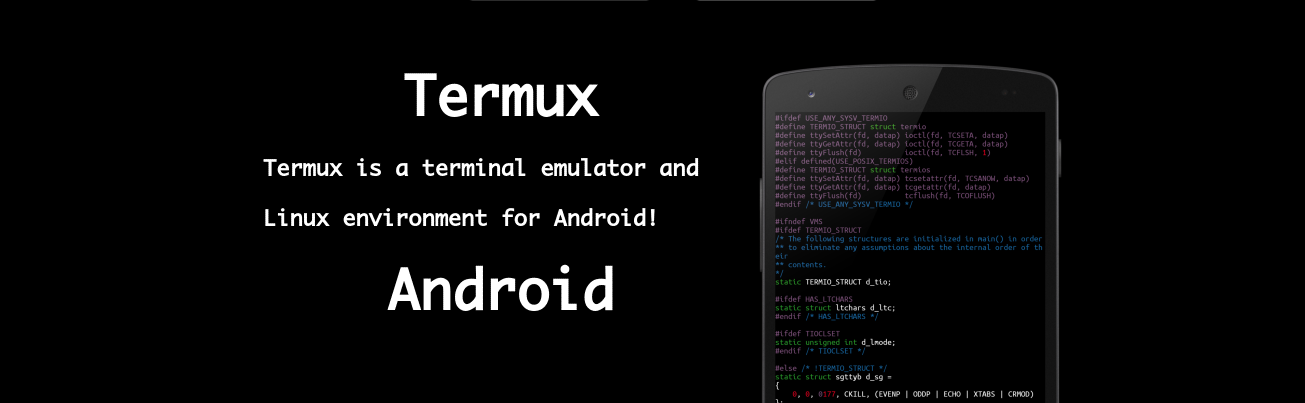 Termux
Termux is a terminal emulator and
Linux environment for Android!
Android
#ifdef USE_ANY_SYSV_TERMIO
#define TERMIO_STRUCT struct termio
#define ttySetAttr(fd, datap) ioctl(fd, TCSETA, datap)
#define ttyGetAttr(fd, datap) ioctl(fd, TCGETA, datap)
#define ttyFlush(fd)          ioctl(fd, TCFLSH, 1)
#elif defined(USE_POSIX_TERMIOS)
#define TERMIO_STRUCT struct termios
#define ttySetAttr(fd, datap) tcsetattr(fd, TCSANOW, datap)
#define ttyGetAttr(fd, datap) tcgetattr(fd, datap)
#define ttyFlush(fd)          tcflush(fd, TCOFLUSH)
#endif /* USE_ANY_SYSV_TERMIO */
#ifndef VMS
#ifdef TERMIO_STRUCT
/* The following structures are initialized in main() in order
** to eliminate any assumptions about the internal order of th
eir
** contents.
*/
static TERMIO_STRUCT d_tio;
#ifdef HAS_LTCHARS
static struct ltchars d_ltc;
#endif /* HAS_LTCHARS */
#ifdef TIOCLSET
static unsigned int d_lmode;
#endif /* TIOCLSET */
#else /* !TERMIO_STRUCT */
static struct sgttyb d_sg =
{
    0, 0, 0177, CKILL, (EVENP | ODDP | ECHO | XTABS | CRMOD)
};